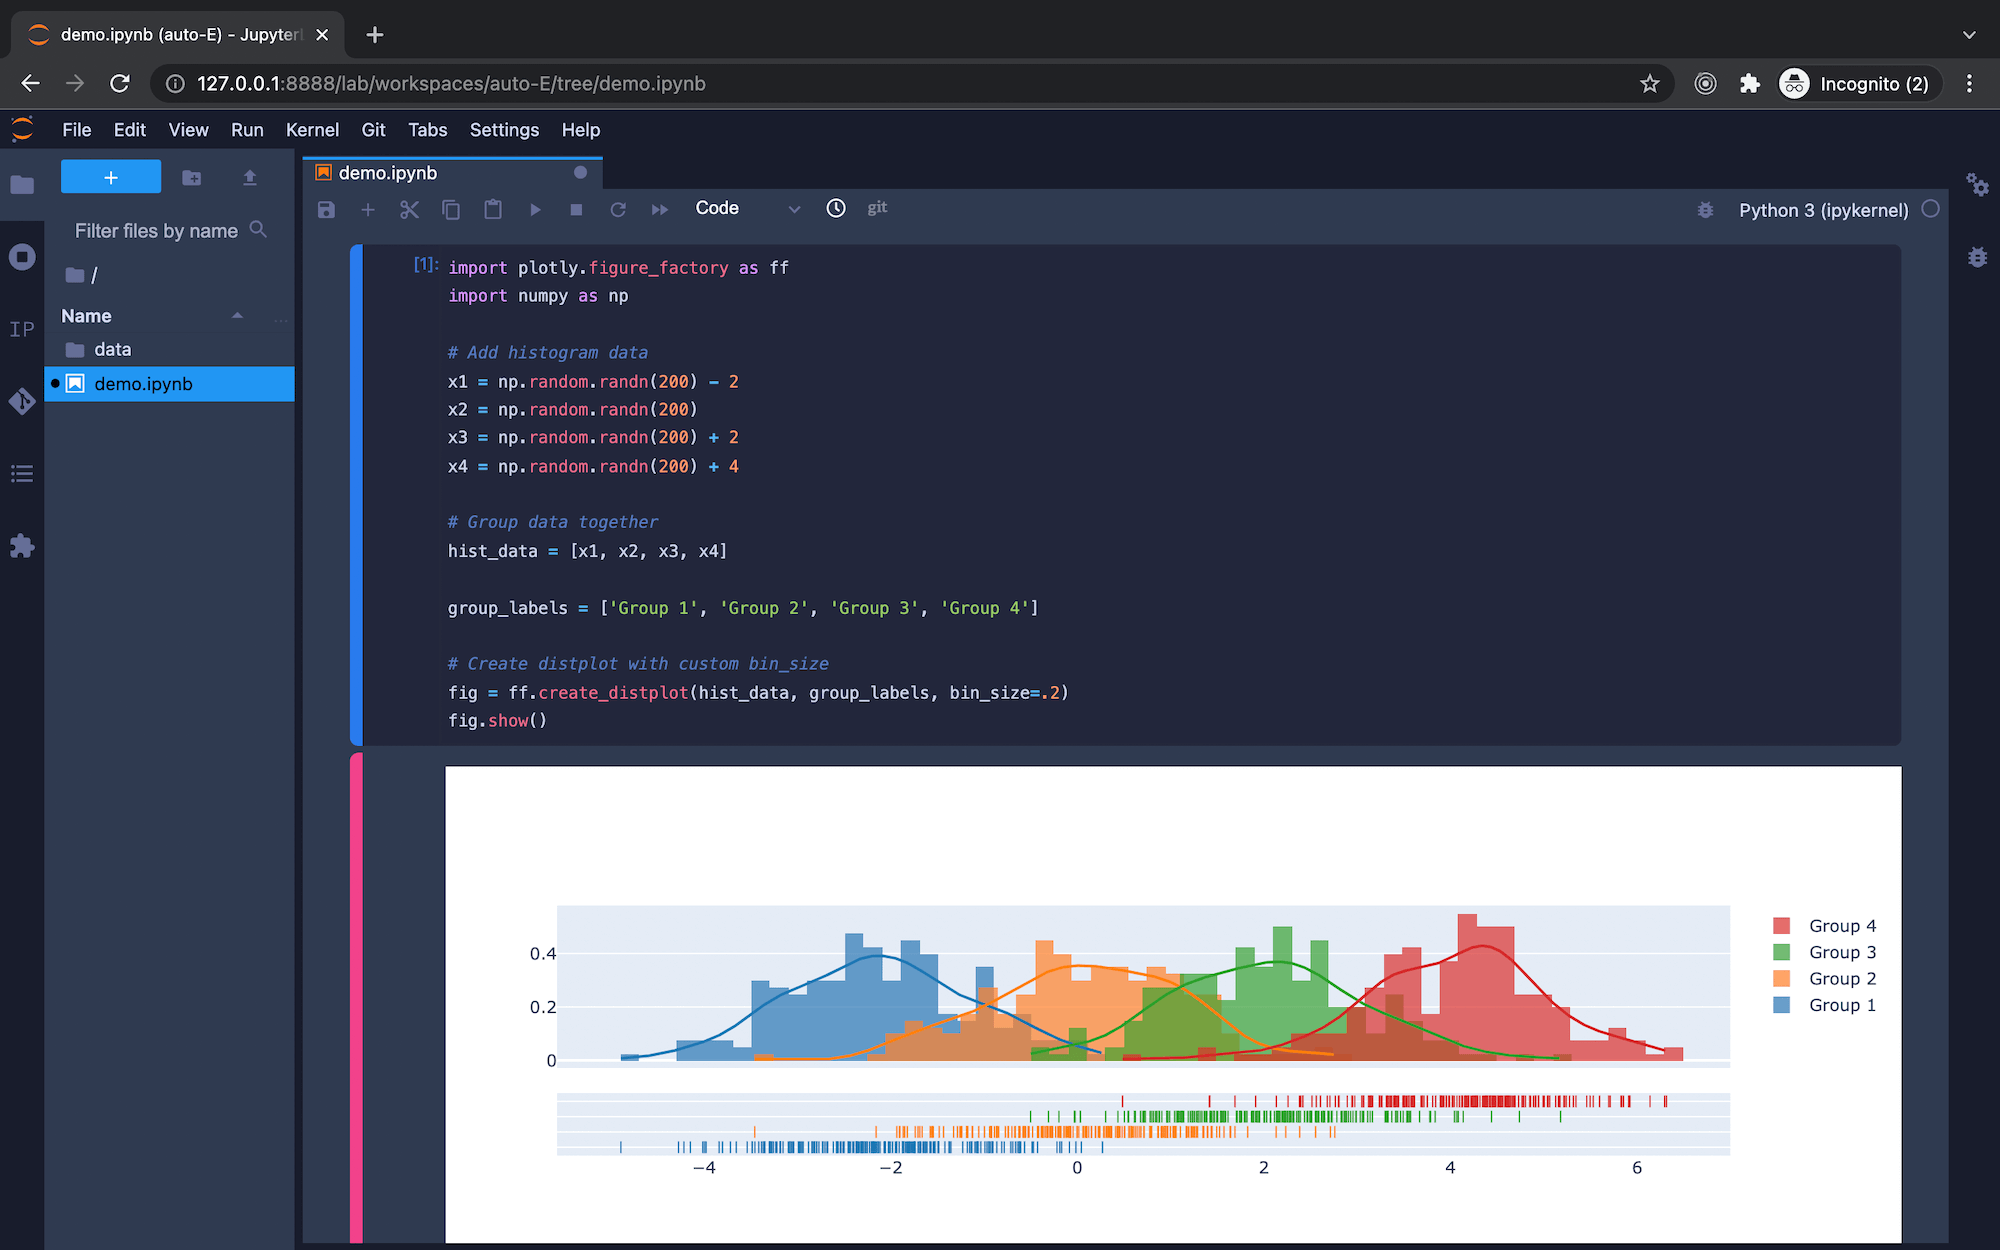 demo.ipynb (auto-E) - Jupyter
127.0.0.1:8888/lab/workspaces/auto-E/tree/demo.ipynb
Incognito (2)
File Edit View Run Kernel Git Tabs Settings Help
+
demo.ipynb
Code
git
Python 3 (ipykernel)
Filter files by name
/
Name
...
data
demo.ipynb
IP
[1]:
import plotly.figure_factory as ff
import numpy as np
# Add histogram data
x1 = np.random.randn(200) - 2
x2 = np.random.randn(200)
x3 = np.random.randn(200) + 2
x4 = np.random.randn(200) + 4
# Group data together
hist_data = [x1, x2, x3, x4]
group_labels = ['Group 1', 'Group 2', 'Group 3', 'Group 4']
# Create distplot with custom bin_size
fig = ff.create_distplot(hist_data, group_labels, bin_size=.2)
fig.show()
0.4
0.2
0
Group 4
Group 3
Group 2
Group 1
−4 −2 0 2 4 6